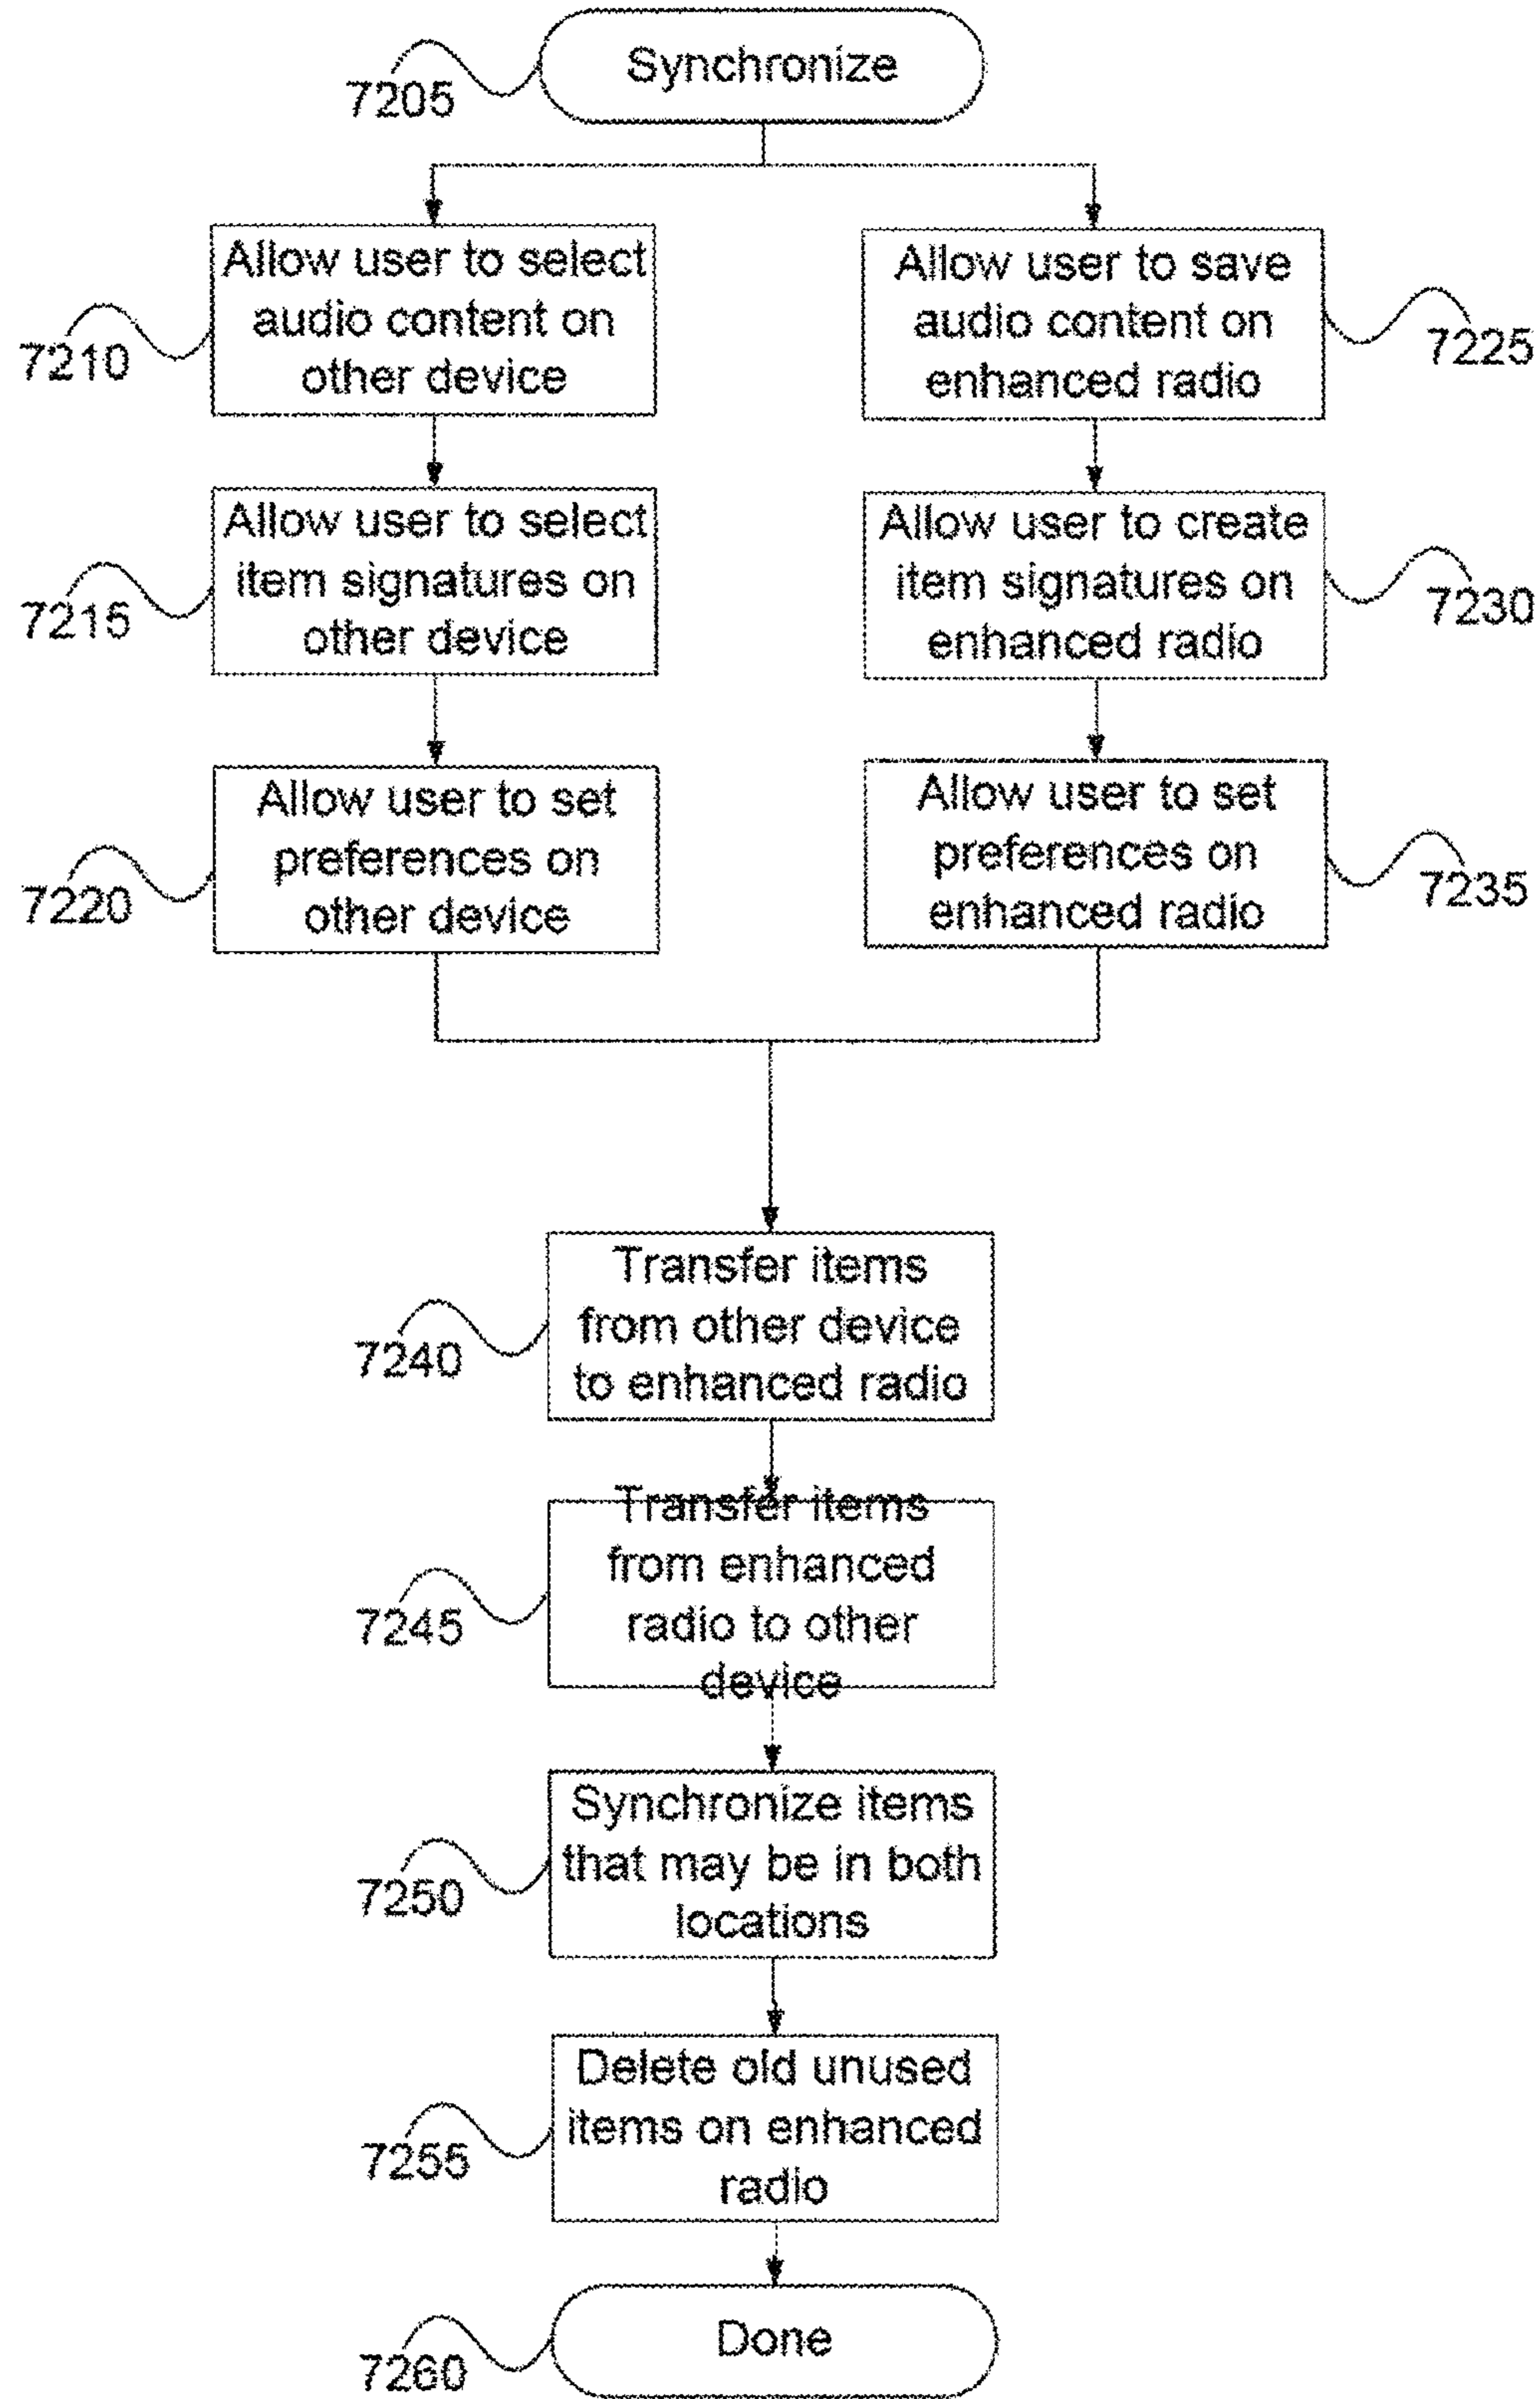 Synchronize
7205
Allow user to select
audio content on
other device
7210
Allow user to save
audio content on
enhanced radio
7225
Allow user to select
item signatures on
other device
7215
Allow user to create
item signatures on
enhanced radio
7230
Allow user to set
preferences on
other device
7220
Allow user to set
preferences on
enhanced radio
7235
Transfer items
from other device
to enhanced radio
7240
Transfer items
from enhanced
radio to other
device
7245
Synchronize items
that may be in both
locations
7250
Delete old unused
items on enhanced
radio
7255
Done
7260